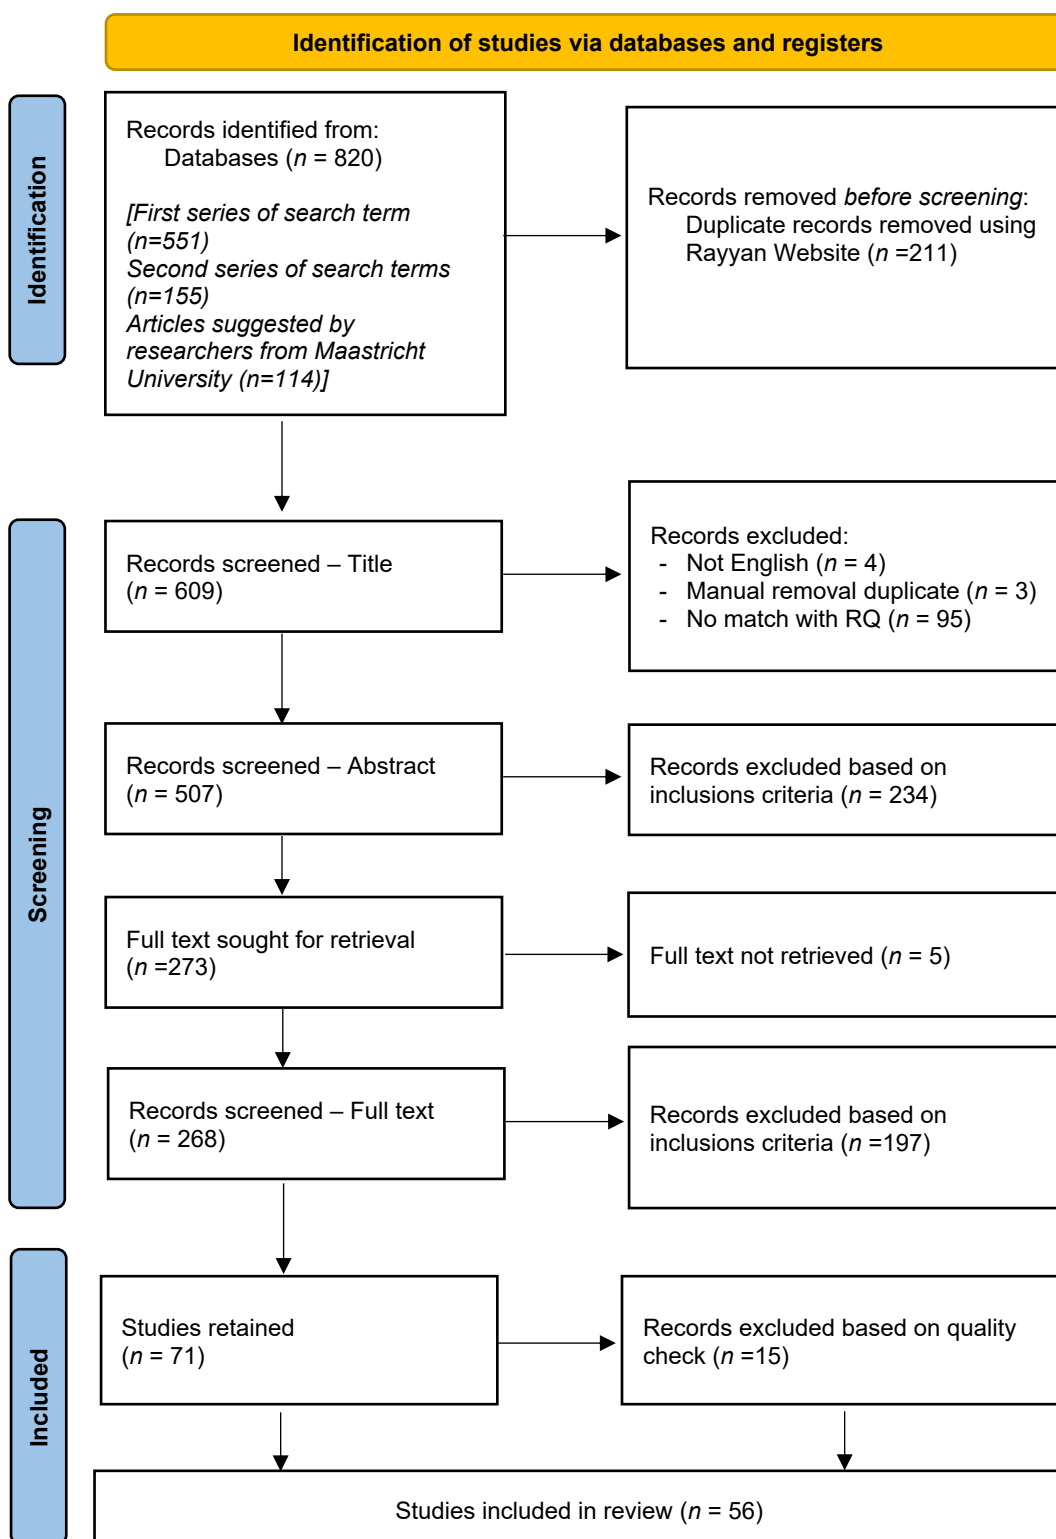 Identification of studies via databases and registers
Identification
Records identified from:
Databases (n = 820)
[First series of search term
(n=551)
Second series of search terms
(n=155)
Articles suggested by
researchers from Maastricht
University (n=114)]
Records removed before screening:
Duplicate records removed using
Rayyan Website (n =211)
Screening
Records screened – Title
(n = 609)
Records excluded:
- Not English (n = 4)
- Manual removal duplicate (n = 3)
- No match with RQ (n = 95)
Records screened – Abstract
(n = 507)
Records excluded based on
inclusions criteria (n = 234)
Full text sought for retrieval
(n =273)
Full text not retrieved (n = 5)
Records screened – Full text
(n = 268)
Records excluded based on
inclusions criteria (n =197)
Included
Studies retained
(n = 71)
Records excluded based on quality
check (n =15)
Studies included in review (n = 56)